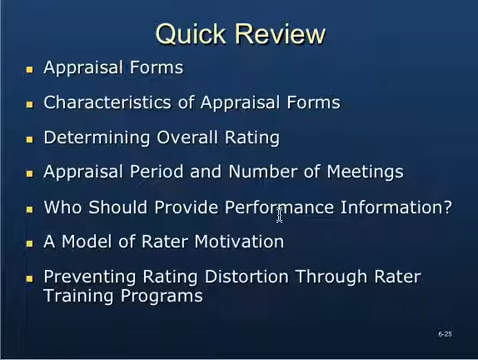 Quick Review
Appraisal Forms
Characteristics of Appraisal Forms
Determining Overall Rating
Appraisal Period and Number of Meetings
Who Should Provide Performance Information?
A Model of Rater Motivation
Preventing Rating Distortion Through Rater
Training Programs
6-25